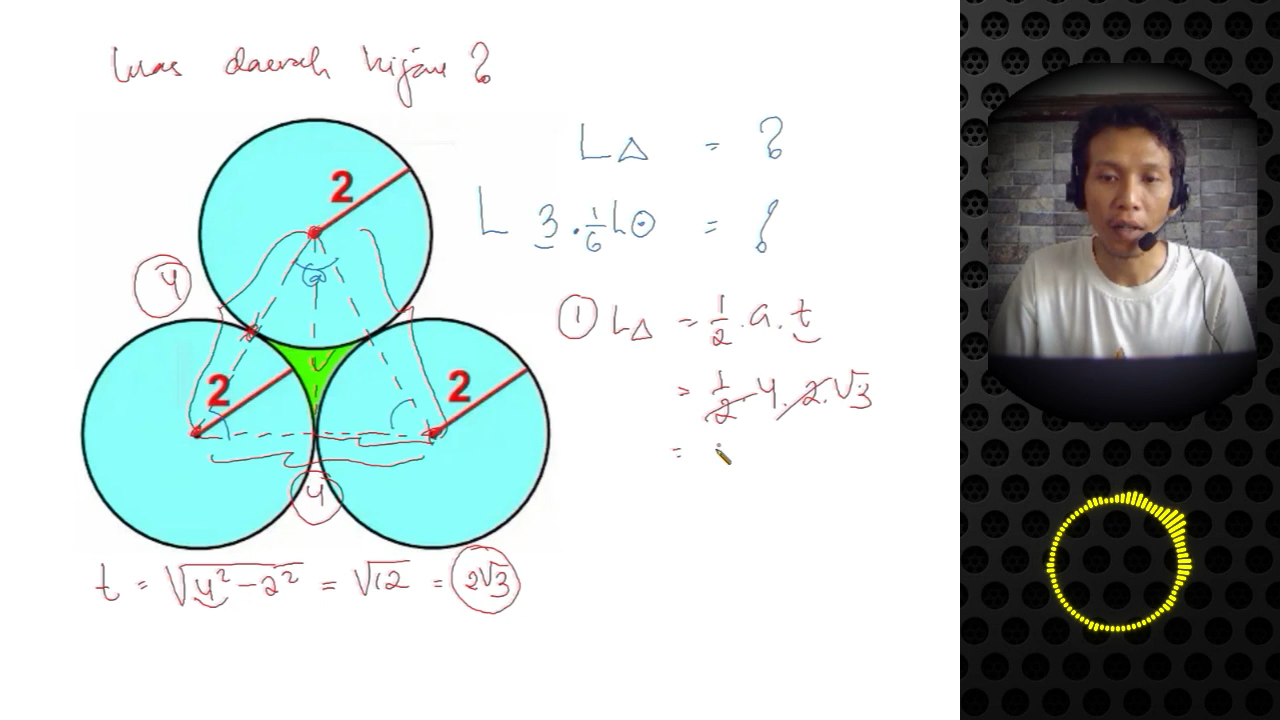 Luas daerah hijau ?
2
L△ = ?
L 3 . 1/6 L⊙ = ?
4
① L△ = 1/2 . a . t
2
2
= 1/2 . 4 . 2 . √3
=
4
t = √4² - 2² = √12 = 2√3